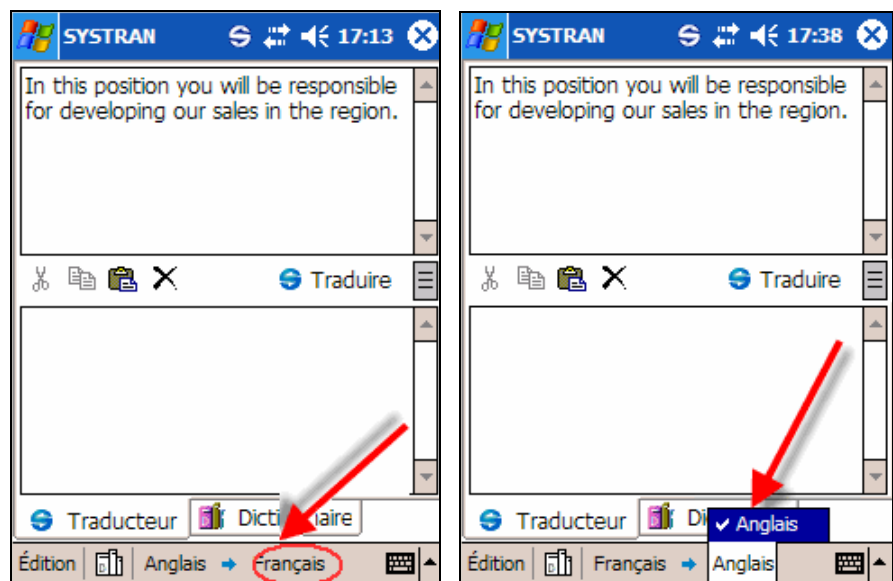 SYSTRAN 17:13
In this position you will be responsible
for developing our sales in the region.
Traduire
Traducteur
Édition Anglais Français
SYSTRAN 17:38
In this position you will be responsible
for developing our sales in the region.
Traduire
Traducteur
Anglais
Édition Français Anglais